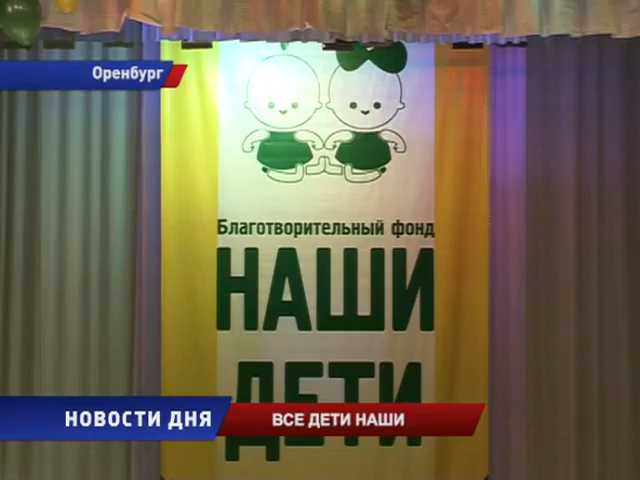 Оренбург
Благотворительный фонд
НАШИ
ДЕТИ
НОВОСТИ ДНЯ
ВСЕ ДЕТИ НАШИ